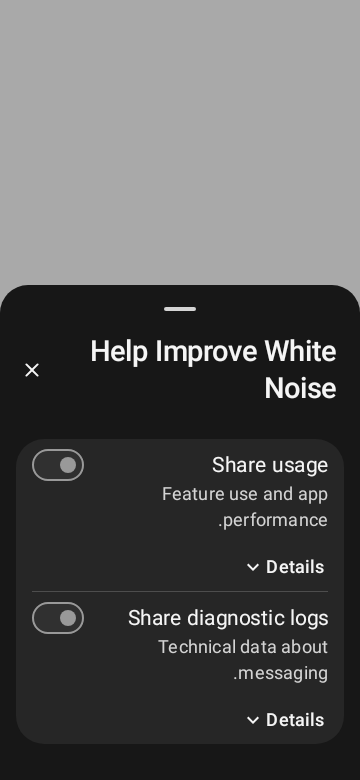 Help Improve White
Noise
Share usage
Feature use and app
.performance
Details
Share diagnostic logs
Technical data about
.messaging
Details